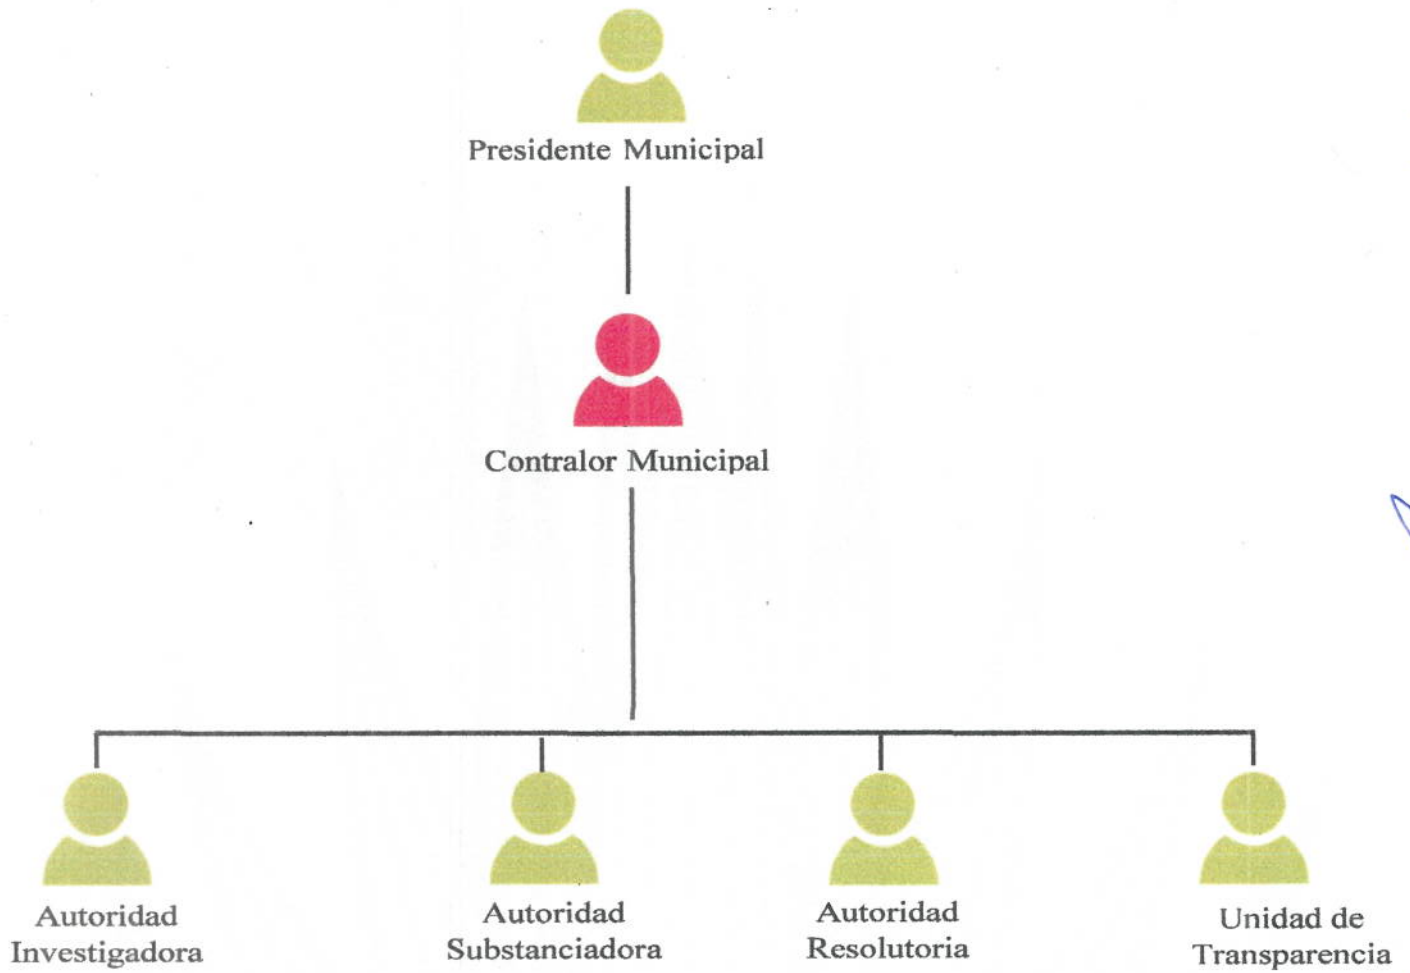 Presidente Municipal
Contralor Municipal
Autoridad
Investigadora
Autoridad
Substanciadora
Autoridad
Resolutoria
Unidad de
Transparencia